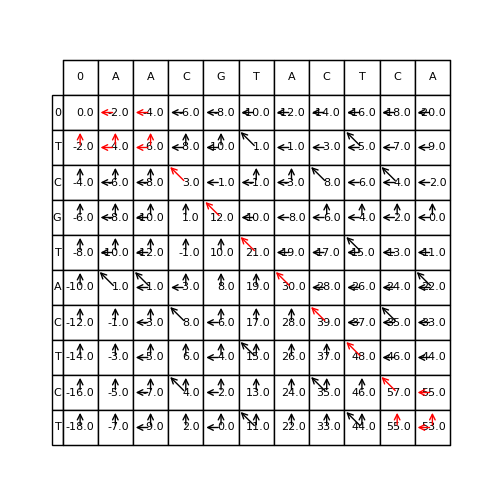 0 A A C G T A C T C A
0 0.0 -2.0 -4.0 -6.0 -8.0 -10.0 -12.0 -14.0 -16.0 -18.0 -20.0
T -2.0 -4.0 -6.0 -8.0 -10.0 1.0 -1.0 -3.0 -5.0 -7.0 -9.0
C -4.0 -6.0 -8.0 3.0 1.0 -1.0 -3.0 8.0 6.0 4.0 2.0
G -6.0 -8.0 -10.0 1.0 12.0 10.0 8.0 6.0 4.0 2.0 0.0
T -8.0 -10.0 -12.0 -1.0 10.0 21.0 19.0 17.0 15.0 13.0 11.0
A -10.0 1.0 -1.0 -3.0 8.0 19.0 30.0 28.0 26.0 24.0 22.0
C -12.0 -1.0 -3.0 8.0 6.0 17.0 28.0 39.0 37.0 35.0 33.0
T -14.0 -3.0 -5.0 6.0 4.0 15.0 26.0 37.0 48.0 46.0 44.0
C -16.0 -5.0 -7.0 4.0 2.0 13.0 24.0 35.0 46.0 57.0 55.0
T -18.0 -7.0 -9.0 2.0 0.0 11.0 22.0 33.0 44.0 55.0 53.0